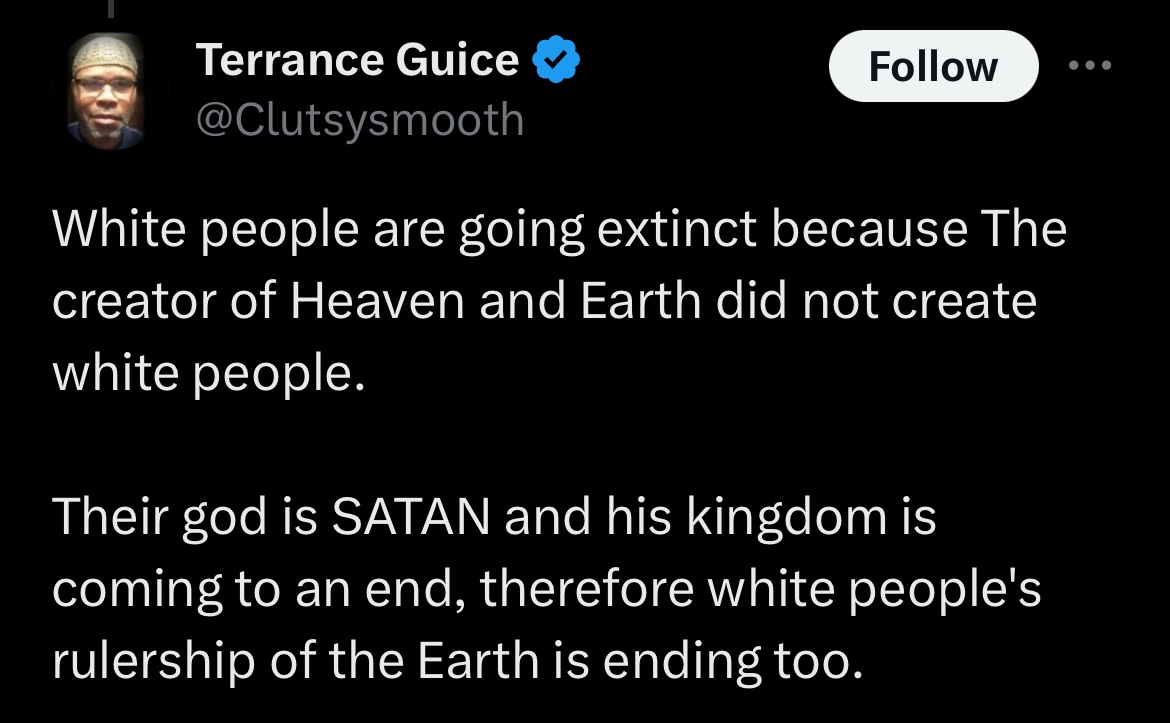 Terrance Guice
@Clutsysmooth
Follow
White people are going extinct because The
creator of Heaven and Earth did not create
white people.
Their god is SATAN and his kingdom is
coming to an end, therefore white people's
rulership of the Earth is ending too.